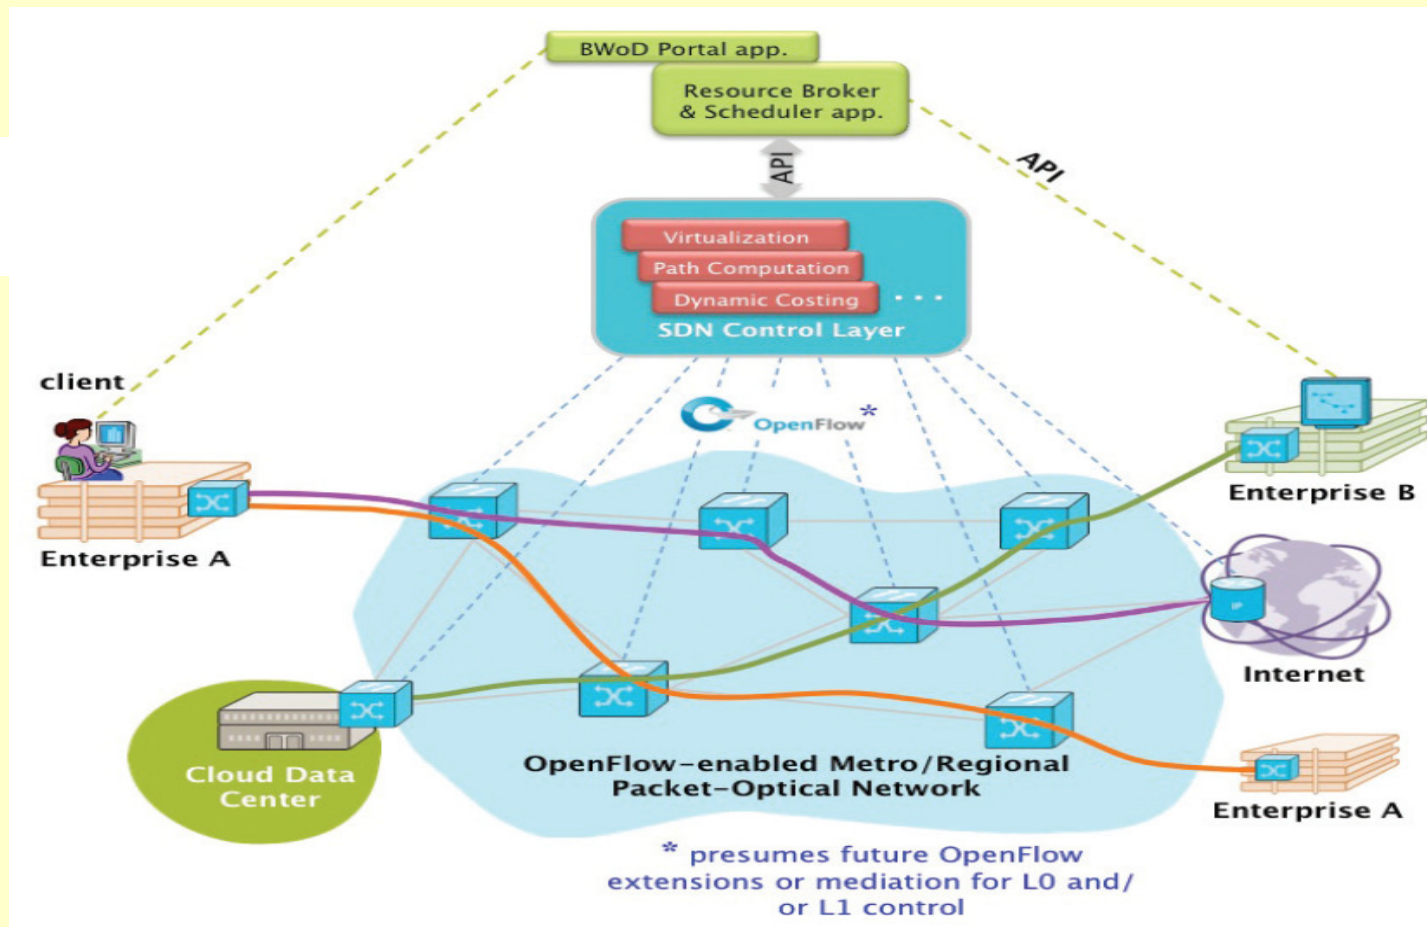 BWoD Portal app.
Resource Broker
& Scheduler app.
API
API
Virtualization
Path Computation
Dynamic Costing ...
SDN Control Layer
client
OpenFlow*
Enterprise A
Enterprise B
IP
Internet
Cloud Data
Center
OpenFlow-enabled Metro/Regional
Packet-Optical Network
Enterprise A
* presumes future OpenFlow
extensions or mediation for L0 and/
or L1 control